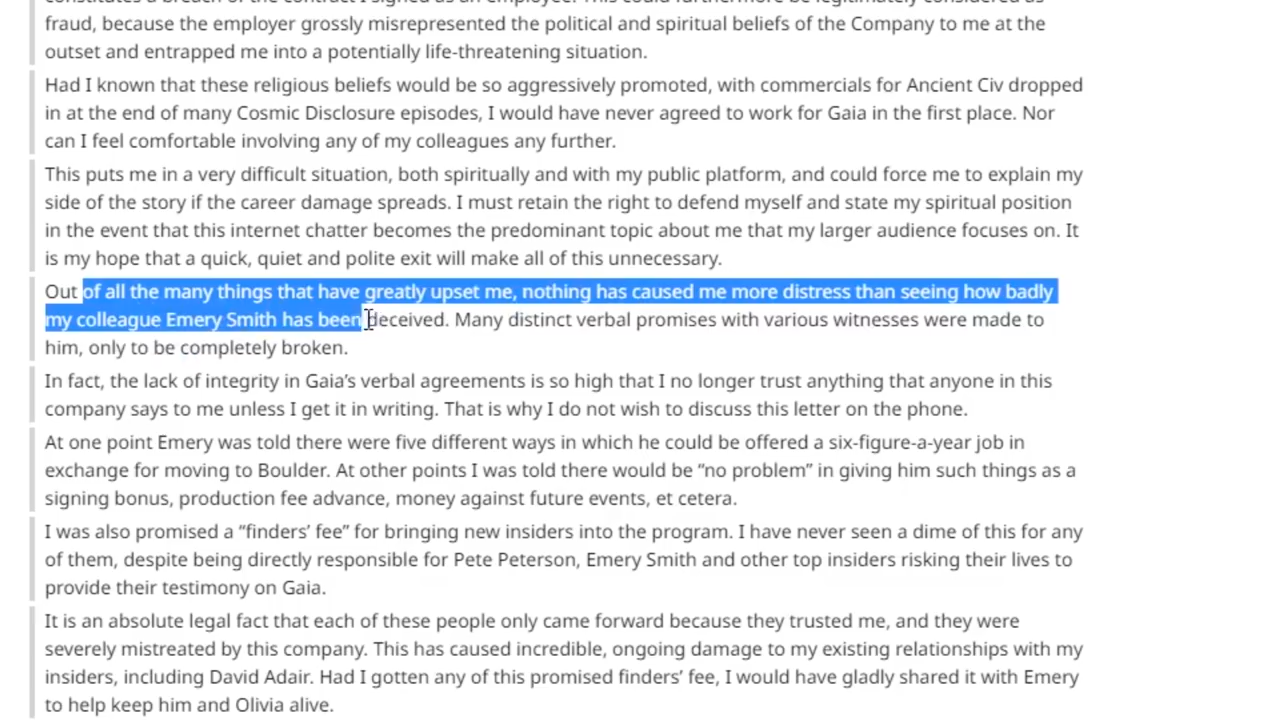 fraud, because the employer grossly misrepresented the political and spiritual beliefs of the Company to me at the
outset and entrapped me into a potentially life-threatening situation.
Had I known that these religious beliefs would be so aggressively promoted, with commercials for Ancient Civ dropped
in at the end of many Cosmic Disclosure episodes, I would have never agreed to work for Gaia in the first place. Nor
can I feel comfortable involving any of my colleagues any further.
This puts me in a very difficult situation, both spiritually and with my public platform, and could force me to explain my
side of the story if the career damage spreads. I must retain the right to defend myself and state my spiritual position
in the event that this internet chatter becomes the predominant topic about me that my larger audience focuses on. It
is my hope that a quick, quiet and polite exit will make all of this unnecessary.
Out of all the many things that have greatly upset me, nothing has caused me more distress than seeing how badly
my colleague Emery Smith has been deceived. Many distinct verbal promises with various witnesses were made to
him, only to be completely broken.
In fact, the lack of integrity in Gaia’s verbal agreements is so high that I no longer trust anything that anyone in this
company says to me unless I get it in writing. That is why I do not wish to discuss this letter on the phone.
At one point Emery was told there were five different ways in which he could be offered a six-figure-a-year job in
exchange for moving to Boulder. At other points I was told there would be “no problem” in giving him such things as a
signing bonus, production fee advance, money against future events, et cetera.
I was also promised a “finders’ fee” for bringing new insiders into the program. I have never seen a dime of this for any
of them, despite being directly responsible for Pete Peterson, Emery Smith and other top insiders risking their lives to
provide their testimony on Gaia.
It is an absolute legal fact that each of these people only came forward because they trusted me, and they were
severely mistreated by this company. This has caused incredible, ongoing damage to my existing relationships with my
insiders, including David Adair. Had I gotten any of this promised finders’ fee, I would have gladly shared it with Emery
to help keep him and Olivia alive.